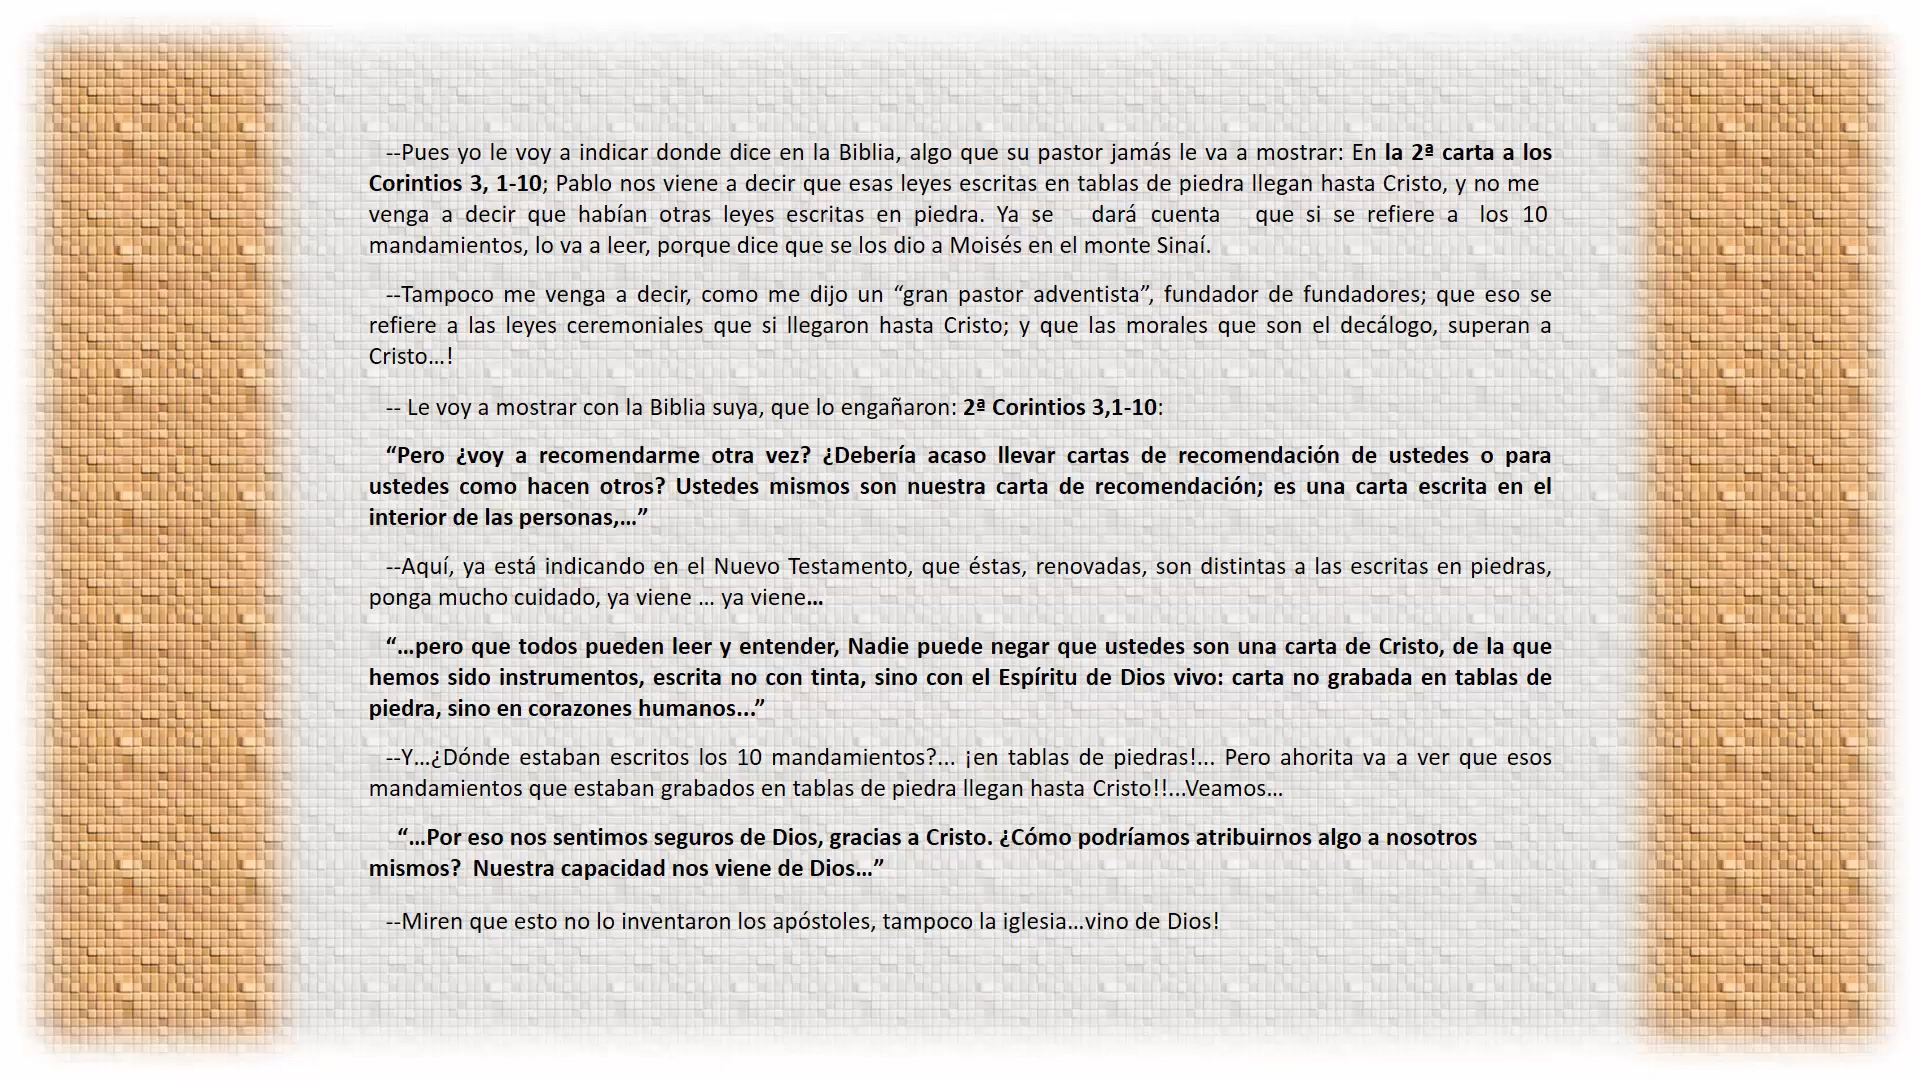 --Pues yo le voy a indicar donde dice en la Biblia, algo que su pastor jamás le va a mostrar: En la 2ª carta a los
Corintios 3, 1-10; Pablo nos viene a decir que esas leyes escritas en tablas de piedra llegan hasta Cristo, y no me
venga a decir que habían otras leyes escritas en piedra. Ya se dará cuenta que si se refiere a los 10
mandamientos, lo va a leer, porque dice que se los dio a Moisés en el monte Sinaí.
--Tampoco me venga a decir, como me dijo un “gran pastor adventista”, fundador de fundadores; que eso se
refiere a las leyes ceremoniales que si llegaron hasta Cristo; y que las morales que son el decálogo, superan a
Cristo…!
-- Le voy a mostrar con la Biblia suya, que lo engañaron: 2ª Corintios 3,1-10:
“Pero ¿voy a recomendarme otra vez? ¿Debería acaso llevar cartas de recomendación de ustedes o para
ustedes como hacen otros? Ustedes mismos son nuestra carta de recomendación; es una carta escrita en el
interior de las personas,…”
--Aquí, ya está indicando en el Nuevo Testamento, que éstas, renovadas, son distintas a las escritas en piedras,
ponga mucho cuidado, ya viene … ya viene…
“…pero que todos pueden leer y entender, Nadie puede negar que ustedes son una carta de Cristo, de la que
hemos sido instrumentos, escrita no con tinta, sino con el Espíritu de Dios vivo: carta no grabada en tablas de
piedra, sino en corazones humanos...”
--Y…¿Dónde estaban escritos los 10 mandamientos?... ¡en tablas de piedras!... Pero ahorita va a ver que esos
mandamientos que estaban grabados en tablas de piedra llegan hasta Cristo!!...Veamos…
“…Por eso nos sentimos seguros de Dios, gracias a Cristo. ¿Cómo podríamos atribuirnos algo a nosotros
mismos? Nuestra capacidad nos viene de Dios…”
--Miren que esto no lo inventaron los apóstoles, tampoco la iglesia…vino de Dios!